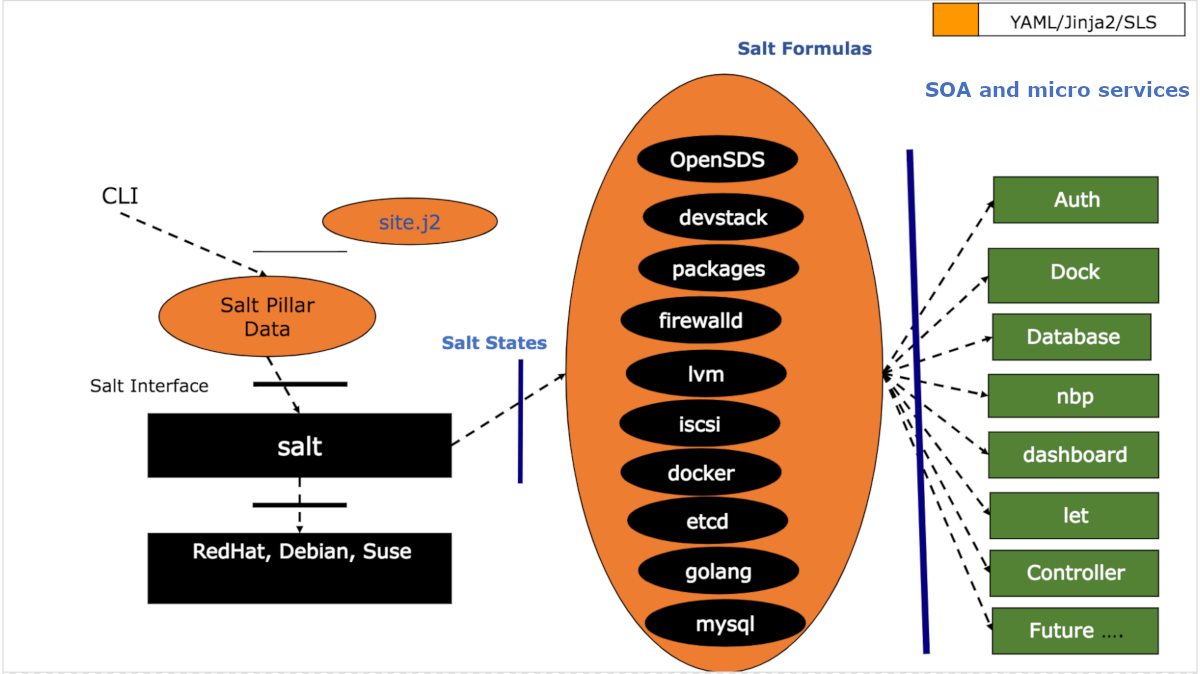 YAML/Jinja2/SLS
Salt Formulas
SOA and micro services
CLI
site.j2
Salt Pillar
Data
Salt Interface
salt
RedHat, Debian, Suse
Salt States
OpenSDS
devstack
packages
firewalld
lvm
iscsi
docker
etcd
golang
mysql
Auth
Dock
Database
nbp
dashboard
let
Controller
Future ....